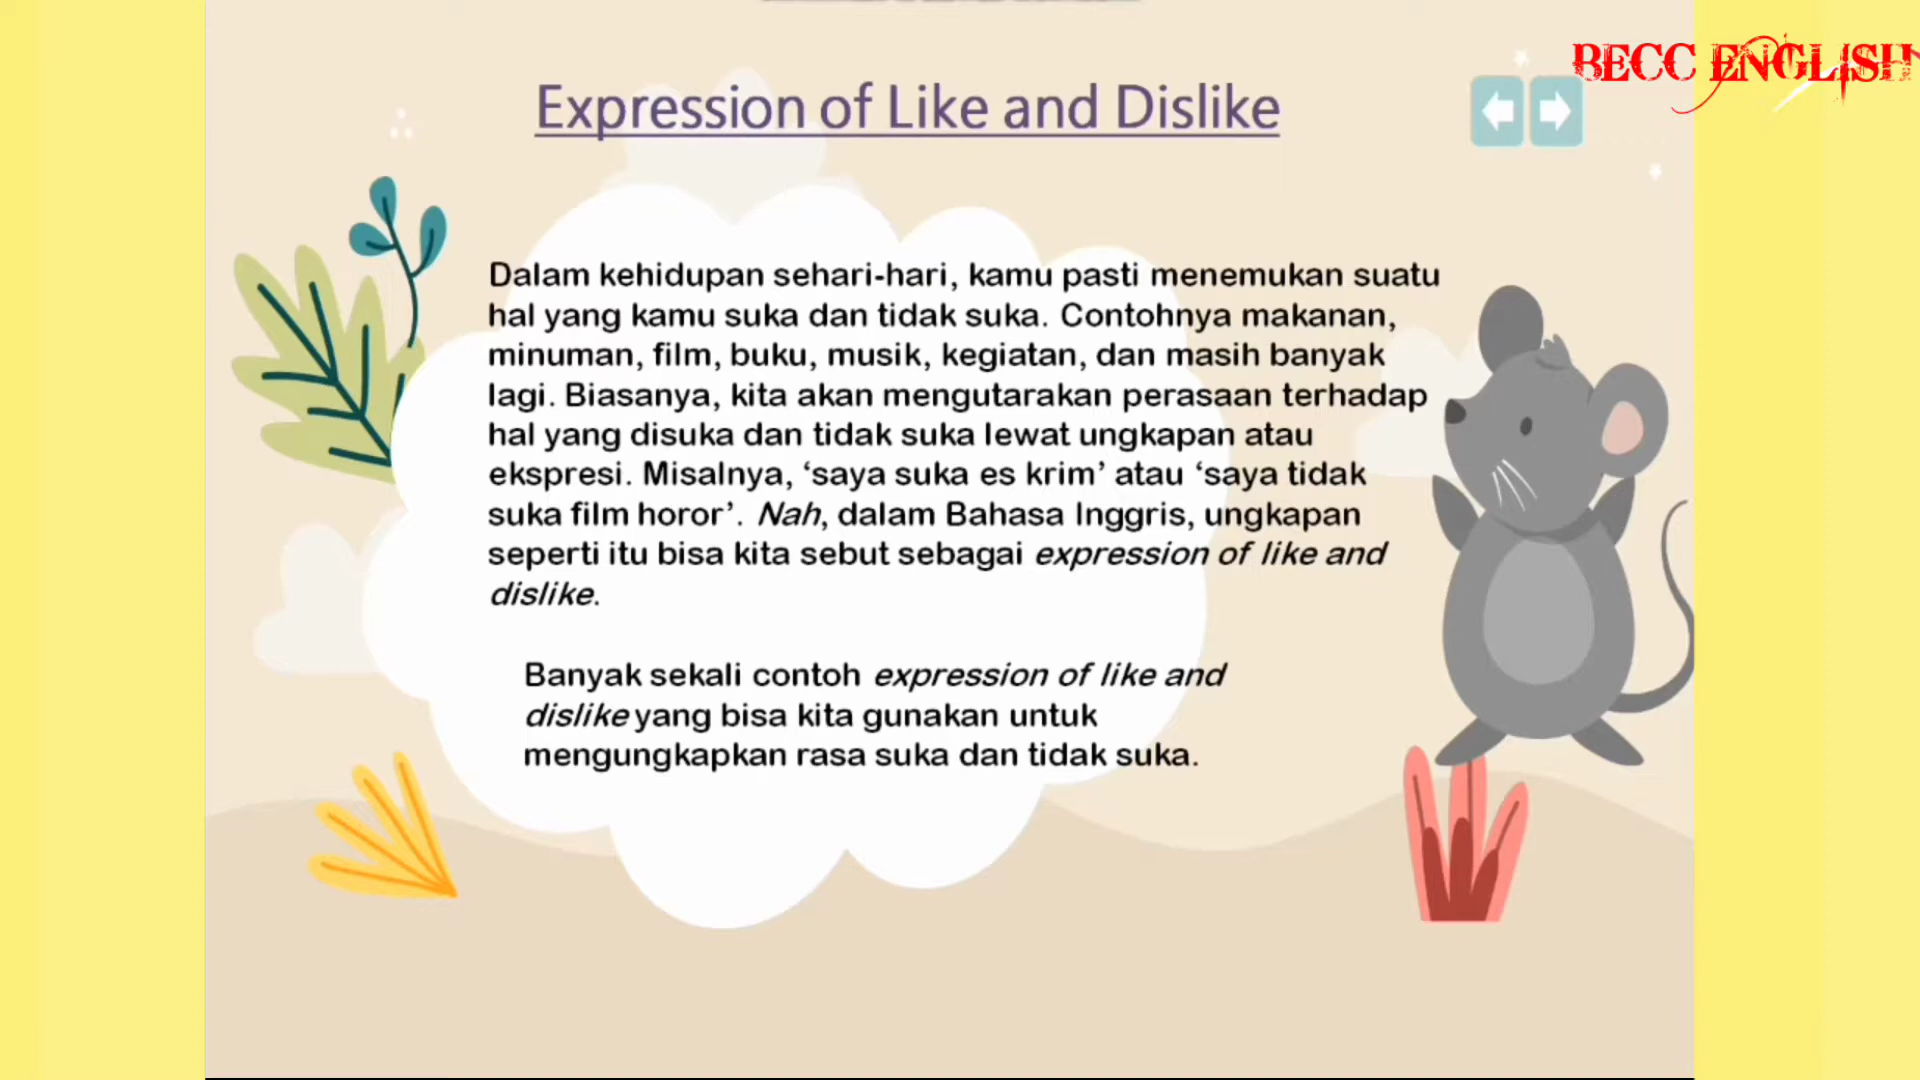 BECC ENGLISH
Expression of Like and Dislike
Dalam kehidupan sehari-hari, kamu pasti menemukan suatu
hal yang kamu suka dan tidak suka. Contohnya makanan,
minuman, film, buku, musik, kegiatan, dan masih banyak
lagi. Biasanya, kita akan mengutarakan perasaan terhadap
hal yang disuka dan tidak suka lewat ungkapan atau
ekspresi. Misalnya, ‘saya suka es krim’ atau ‘saya tidak
suka film horor’. Nah, dalam Bahasa Inggris, ungkapan
seperti itu bisa kita sebut sebagai expression of like and
dislike.
Banyak sekali contoh expression of like and
dislike yang bisa kita gunakan untuk
mengungkapkan rasa suka dan tidak suka.